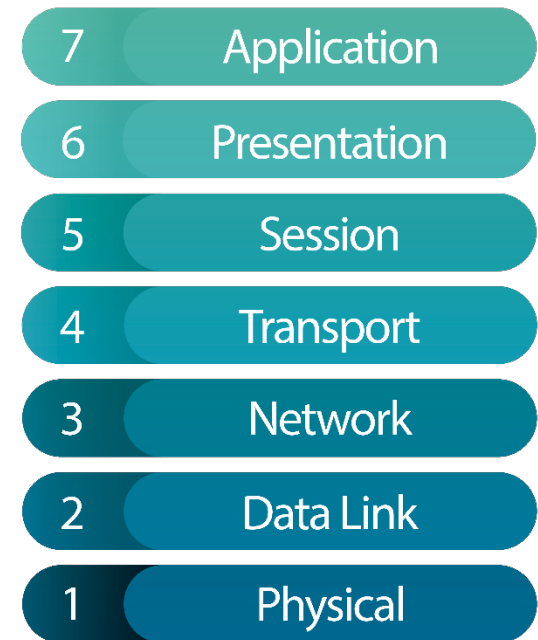 7 Application
6 Presentation
5 Session
4 Transport
3 Network
2 Data Link
1 Physical